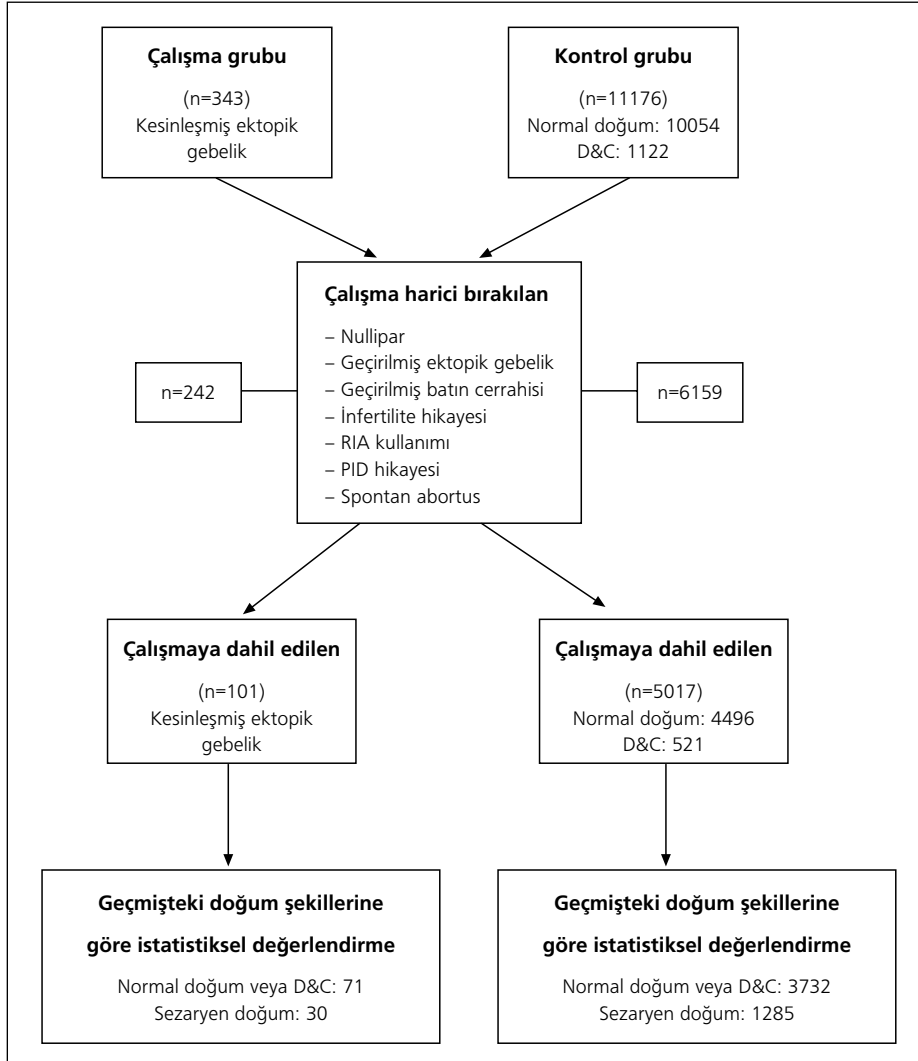 Çalışma grubu
(n=343)
Kesinleşmiş ektopik
gebelik
Kontrol grubu
(n=11176)
Normal doğum: 10054
D&C: 1122
Çalışma harici bırakılan
– Nullipar
– Geçirilmiş ektopik gebelik
– Geçirilmiş batın cerrahisi
– İnfertilite hikayesi
– RIA kullanımı
– PID hikayesi
– Spontan abortus
n=242
n=6159
Çalışmaya dahil edilen
(n=101)
Kesinleşmiş ektopik
gebelik
Çalışmaya dahil edilen
(n=5017)
Normal doğum: 4496
D&C: 521
Geçmişteki doğum şekillerine
göre istatistiksel değerlendirme
Normal doğum veya D&C: 71
Sezaryen doğum: 30
Geçmişteki doğum şekillerine
göre istatistiksel değerlendirme
Normal doğum veya D&C: 3732
Sezaryen doğum: 1285